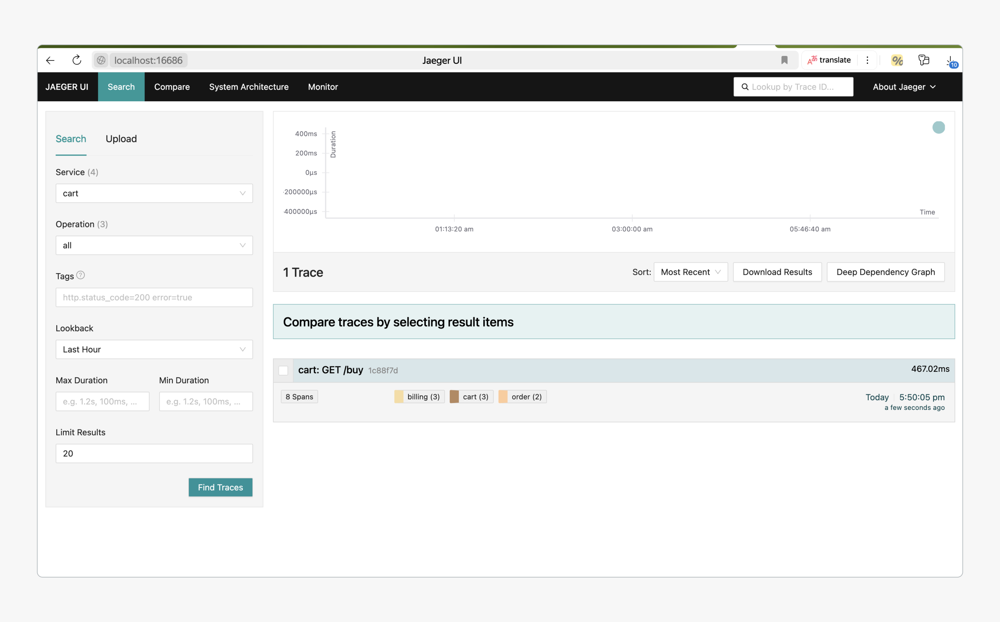 localhost:16686
Jaeger UI
translate
10
JAEGER UI
Search
Compare
System Architecture
Monitor
Lookup by Trace ID...
About Jaeger
Search
Upload
Service (4)
cart
Operation (3)
all
Tags ?
http.status_code=200 error=true
Lookback
Last Hour
Max Duration
Min Duration
e.g. 1.2s, 100ms, ...
e.g. 1.2s, 100ms, ...
Limit Results
20
Find Traces
400ms
200ms
0μs
-200000μs
-400000μs
Duration
Time
01:13:20 am
03:00:00 am
05:46:40 am
1 Trace
Sort:
Most Recent
Download Results
Deep Dependency Graph
Compare traces by selecting result items
cart: GET /buy 1c88f7d
467.02ms
8 Spans
billing (3)
cart (3)
order (2)
Today
5:50:05 pm
a few seconds ago